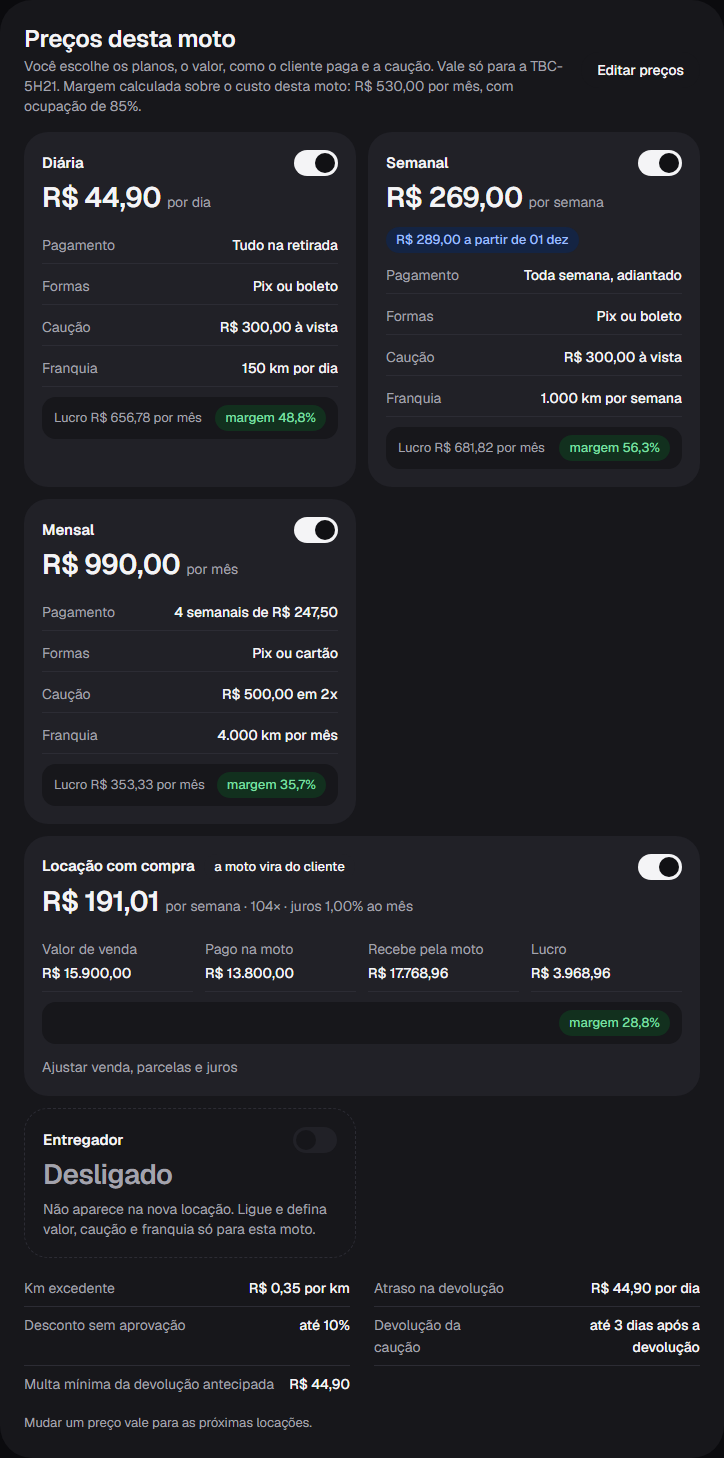 Preços desta moto
Você escolhe os planos, o valor, como o cliente paga e a caução. Vale só para a TBC-
5H21. Margem calculada sobre o custo desta moto: R$ 530,00 por mês, com
ocupação de 85%.
Editar preços
Diária
R$ 44,90 por dia
Pagamento Tudo na retirada
Formas Pix ou boleto
Caução R$ 300,00 à vista
Franquia 150 km por dia
Lucro R$ 656,78 por mês margem 48,8%
Semanal
R$ 269,00 por semana
R$ 289,00 a partir de 01 dez
Pagamento Toda semana, adiantado
Formas Pix ou boleto
Caução R$ 300,00 à vista
Franquia 1.000 km por semana
Lucro R$ 681,82 por mês margem 56,3%
Mensal
R$ 990,00 por mês
Pagamento 4 semanais de R$ 247,50
Formas Pix ou cartão
Caução R$ 500,00 em 2x
Franquia 4.000 km por mês
Lucro R$ 353,33 por mês margem 35,7%
Locação com compra a moto vira do cliente
R$ 191,01 por semana · 104× · juros 1,00% ao mês
Valor de venda Pago na moto Recebe pela moto Lucro
R$ 15.900,00 R$ 13.800,00 R$ 17.768,96 R$ 3.968,96
margem 28,8%
Ajustar venda, parcelas e juros
Entregador
Desligado
Não aparece na nova locação. Ligue e defina
valor, caução e franquia só para esta moto.
Km excedente R$ 0,35 por km
Atraso na devolução R$ 44,90 por dia
Desconto sem aprovação até 10%
Devolução da até 3 dias após a
caução devolução
Multa mínima da devolução antecipada R$ 44,90
Mudar um preço vale para as próximas locações.